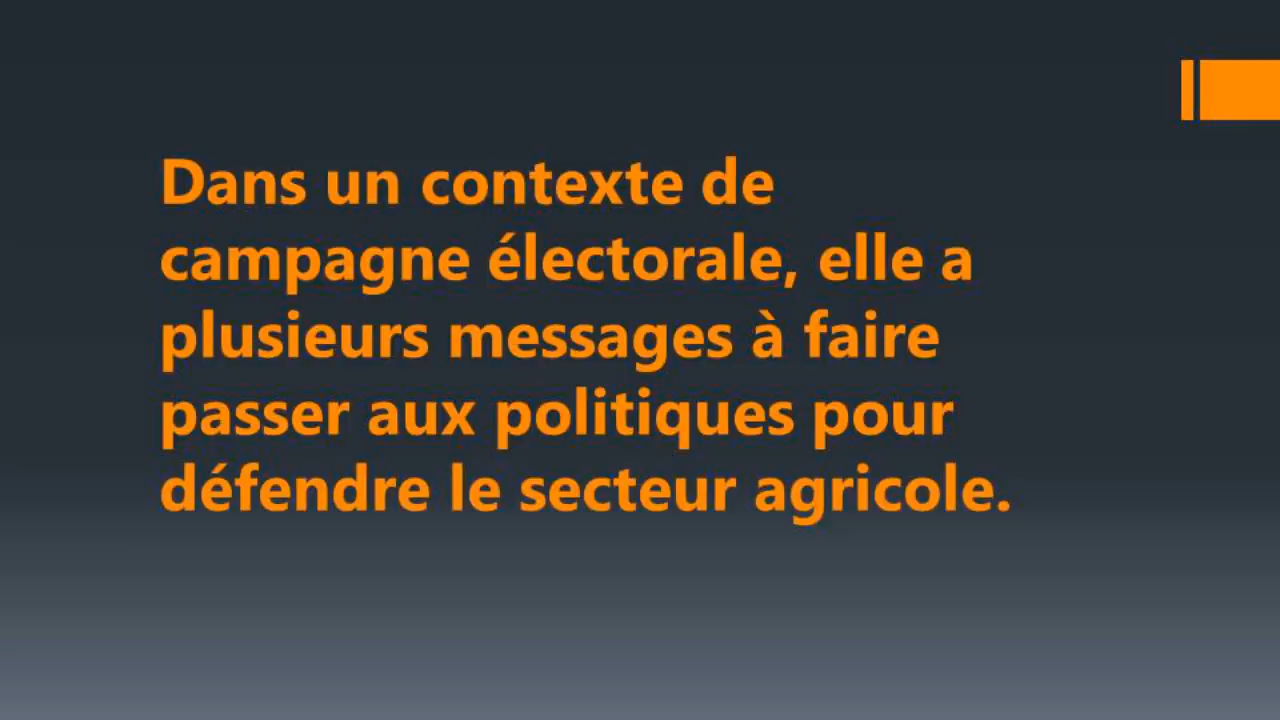 Dans un contexte de
campagne électorale, elle a
plusieurs messages à faire
passer aux politiques pour
défendre le secteur agricole.